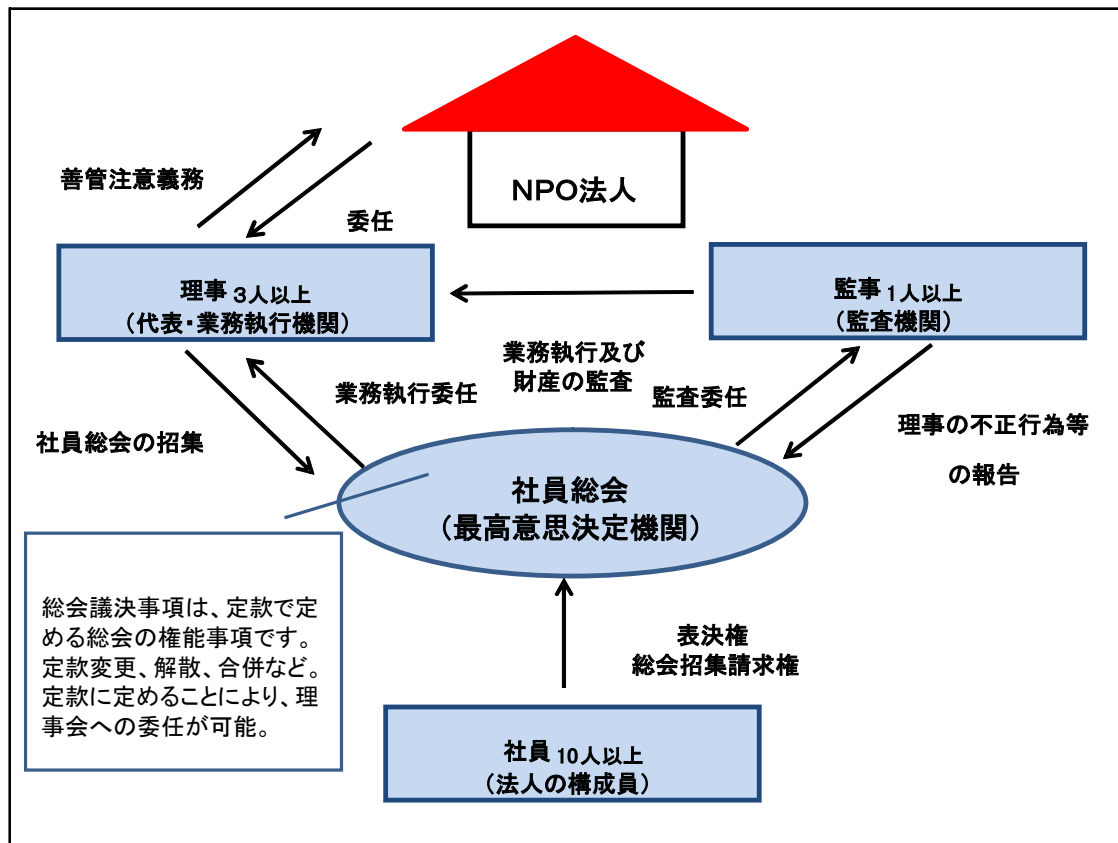 NPO法人
善管注意義務
委任
理事 3人以上
（代表・業務執行機関）
監事 1人以上
（監査機関）
業務執行及び
財産の監査
業務執行委任
監査委任
社員総会の招集
理事の不正行為等
の報告
社員総会
（最高意思決定機関）
総会議決事項は、定款で定
める総会の権能事項です。
定款変更、解散、合併など。
定款に定めることにより、理
事会への委任が可能。
表決権
総会招集請求権
社員 10人以上
（法人の構成員）